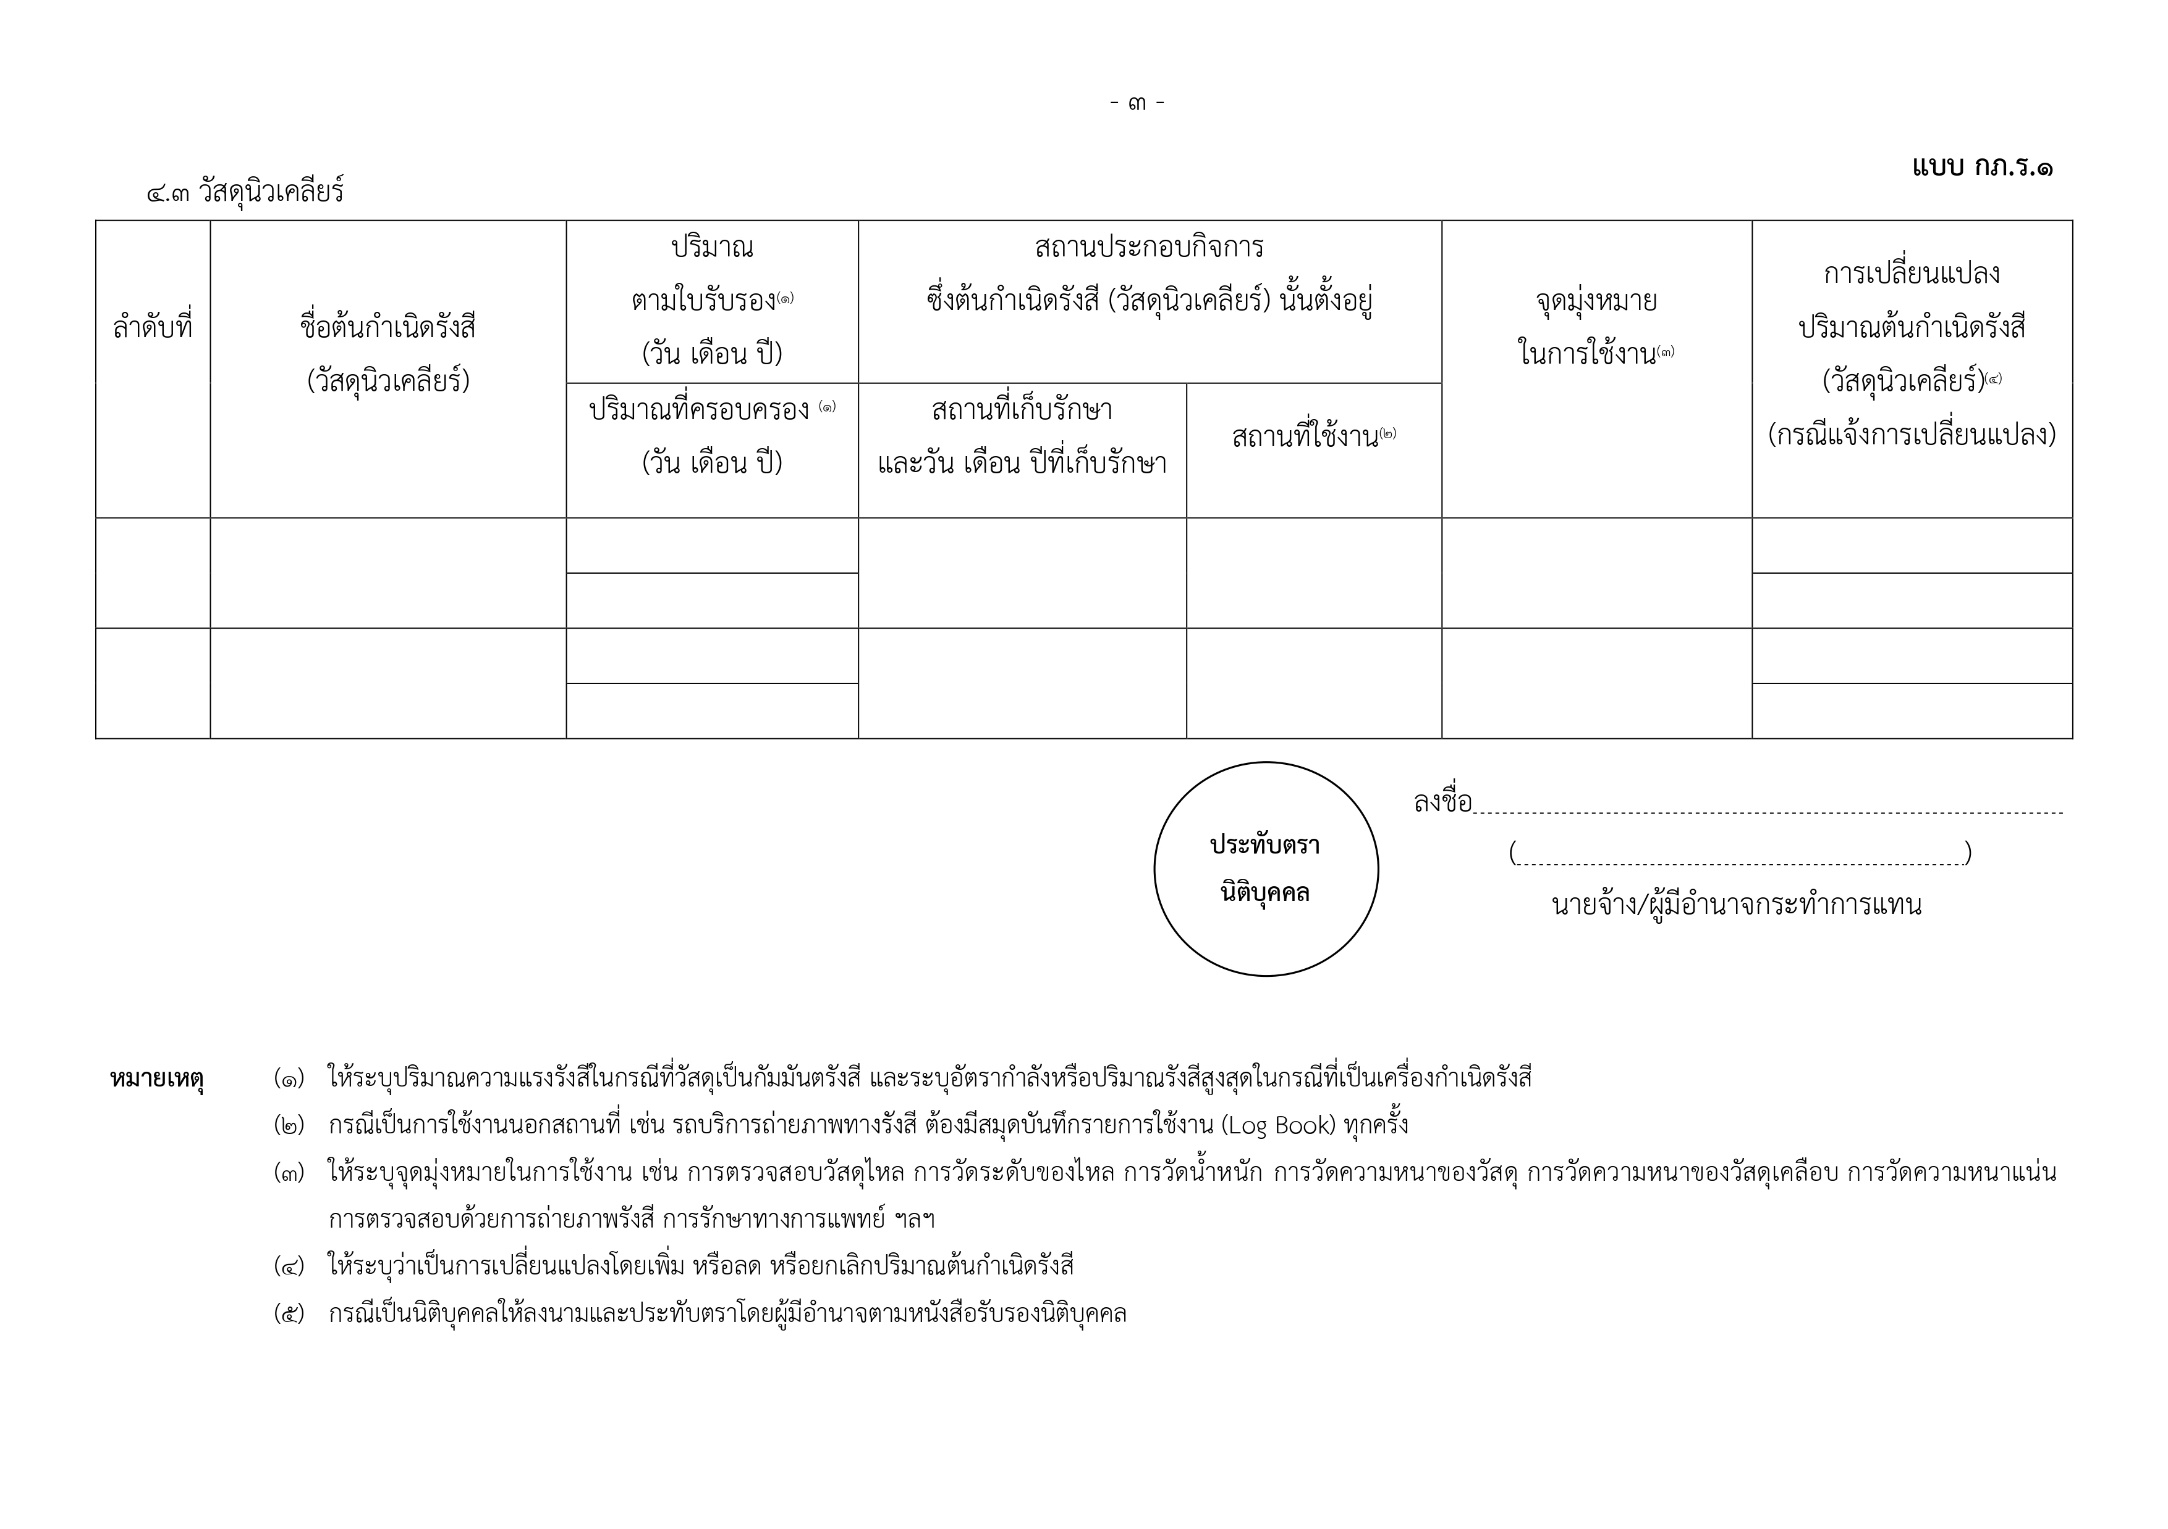 - ๓ -
แบบ กภ.ร.๑
๔.๓ วัสดุนิวเคลียร์
ลำดับที่
ชื่อต้นกำเนิดรังสี
(วัสดุนิวเคลียร์)
ปริมาณ
ตามใบรับรอง(๑)
(วัน เดือน ปี)
ปริมาณที่ครอบครอง (๑)
(วัน เดือน ปี)
สถานประกอบกิจการ
ซึ่งต้นกำเนิดรังสี (วัสดุนิวเคลียร์) นั้นตั้งอยู่
สถานที่เก็บรักษา
และวัน เดือน ปีที่เก็บรักษา
สถานที่ใช้งาน(๒)
จุดมุ่งหมาย
ในการใช้งาน(๓)
การเปลี่ยนแปลง
ปริมาณต้นกำเนิดรังสี
(วัสดุนิวเคลียร์)(๔)
(กรณีแจ้งการเปลี่ยนแปลง)
ประทับตรา
นิติบุคคล
ลงชื่อ
( )
นายจ้าง/ผู้มีอำนาจกระทำการแทน
หมายเหตุ (๑) ให้ระบุปริมาณความแรงรังสีในกรณีที่วัสดุเป็นกัมมันตรังสี และระบุอัตรากำลังหรือปริมาณรังสีสูงสุดในกรณีที่เป็นเครื่องกำเนิดรังสี
(๒) กรณีเป็นการใช้งานนอกสถานที่ เช่น รถบริการถ่ายภาพทางรังสี ต้องมีสมุดบันทึกรายการใช้งาน (Log Book) ทุกครั้ง
(๓) ให้ระบุจุดมุ่งหมายในการใช้งาน เช่น การตรวจสอบวัสดุไหล การวัดระดับของไหล การวัดน้ำหนัก การวัดความหนาของวัสดุ การวัดความหนาของวัสดุเคลือบ การวัดความหนาแน่น
การตรวจสอบด้วยการถ่ายภาพรังสี การรักษาทางการแพทย์ ฯลฯ
(๔) ให้ระบุว่าเป็นการเปลี่ยนแปลงโดยเพิ่ม หรือลด หรือยกเลิกปริมาณต้นกำเนิดรังสี
(๕) กรณีเป็นนิติบุคคลให้ลงนามและประทับตราโดยผู้มีอำนาจตามหนังสือรับรองนิติบุคคล